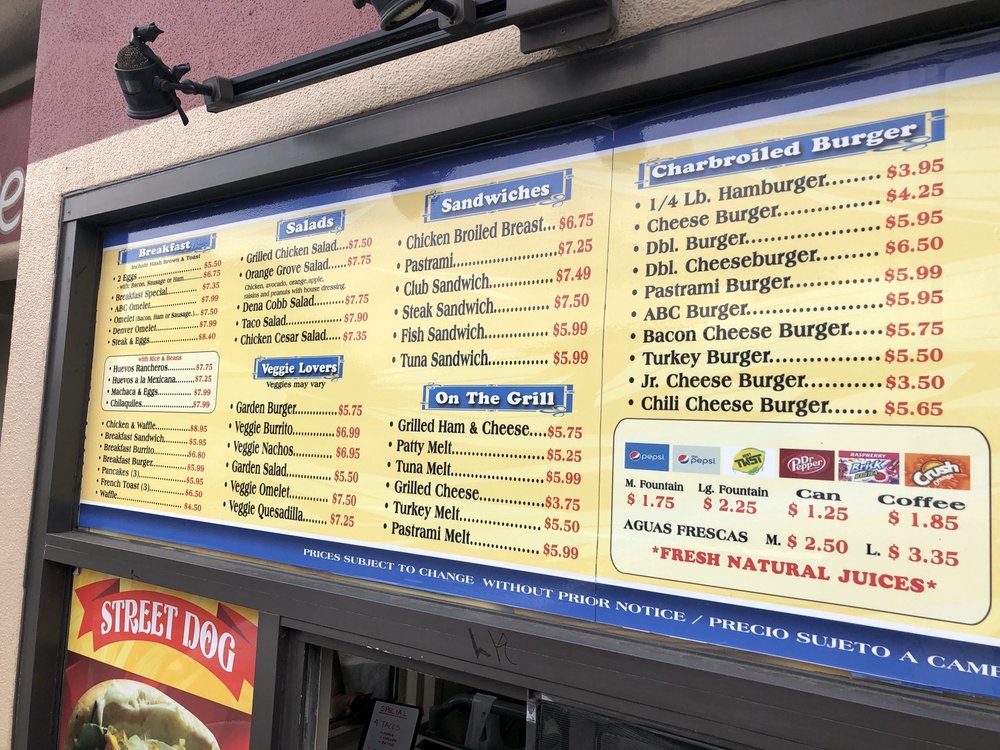 Breakfast
Include Hash Brown & Toast
• 2 Eggs ........ $5.50
with Bacon, Sausage or Ham......... $6.75
• Breakfast Special......... $7.35
• ABC Omelet............. $7.99
• Omelet (Bacon, Ham or Sausage.).. $7.50
• Denver Omelet.......... $7.99
• Steak & Eggs............ $8.40
with Rice & Beans
• Huevos Rancheros............$7.75
• Huevos a la Mexicana........$7.25
• Machaca & Eggs..............$7.99
• Chilaquiles.......................$7.99
• Chicken & Waffle............$8.95
• Breakfast Sandwich........ $5.95
• Breakfast Burrito............ $6.80
• Breakfast Burger............ $5.99
• Pancakes (3)................. $5.95
• French Toast (3)............ $6.50
• Waffle........................ $4.50
Salads
• Grilled Chicken Salad....$7.50
• Orange Grove Salad......$7.75
Chicken, avocado, orange,apple,
raisins and peanuts with house dressing.
• Dena Cobb Salad..........$7.75
• Taco Salad....................$7.90
• Chicken Cesar Salad... $7.35
Veggie Lovers
Veggies may vary
• Garden Burger.............. $5.75
• Veggie Burrito.............. $6.99
• Veggie Nachos.............. $6.95
• Garden Salad............... $5.50
• Veggie Omelet............. $7.50
• Veggie Quesadilla........ $7.25
Sandwiches
• Chicken Broiled Breast... $6.75
• Pastrami...................... $7.25
• Club Sandwich.............. $7.49
• Steak Sandwich............. $7.50
• Fish Sandwich............... $5.99
• Tuna Sandwich.............. $5.99
On The Grill
• Grilled Ham & Cheese....$5.75
• Patty Melt..................... $5.25
• Tuna Melt..................... $5.99
• Grilled Cheese.............. $3.75
• Turkey Melt................... $5.50
• Pastrami Melt................ $5.99
Charbroiled Burger
• 1/4 Lb. Hamburger........ $3.95
• Cheese Burger............... $4.25
• Dbl. Burger................... $5.95
• Dbl. Cheeseburger......... $6.50
• Pastrami Burger............. $5.99
• ABC Burger................... $5.95
• Bacon Cheese Burger.....$5.75
• Turkey Burger................ $5.50
• Jr. Cheese Burger........... $3.50
• Chili Cheese Burger....... $5.65
pepsi pepsi TWST Dr Pepper RASPBERRY Brisk Crush
M. Fountain Lg. Fountain Can Coffee
$ 1.75 $ 2.25 $ 1.25 $ 1.85
AGUAS FRESCAS M. $ 2.50 L. $ 3.35
*FRESH NATURAL JUICES*
PRICES SUBJECT TO CHANGE WITHOUT PRIOR NOTICE / PRECIO SUJETO A CAMB
STREET DOG
SPECIAL
4 TACOS